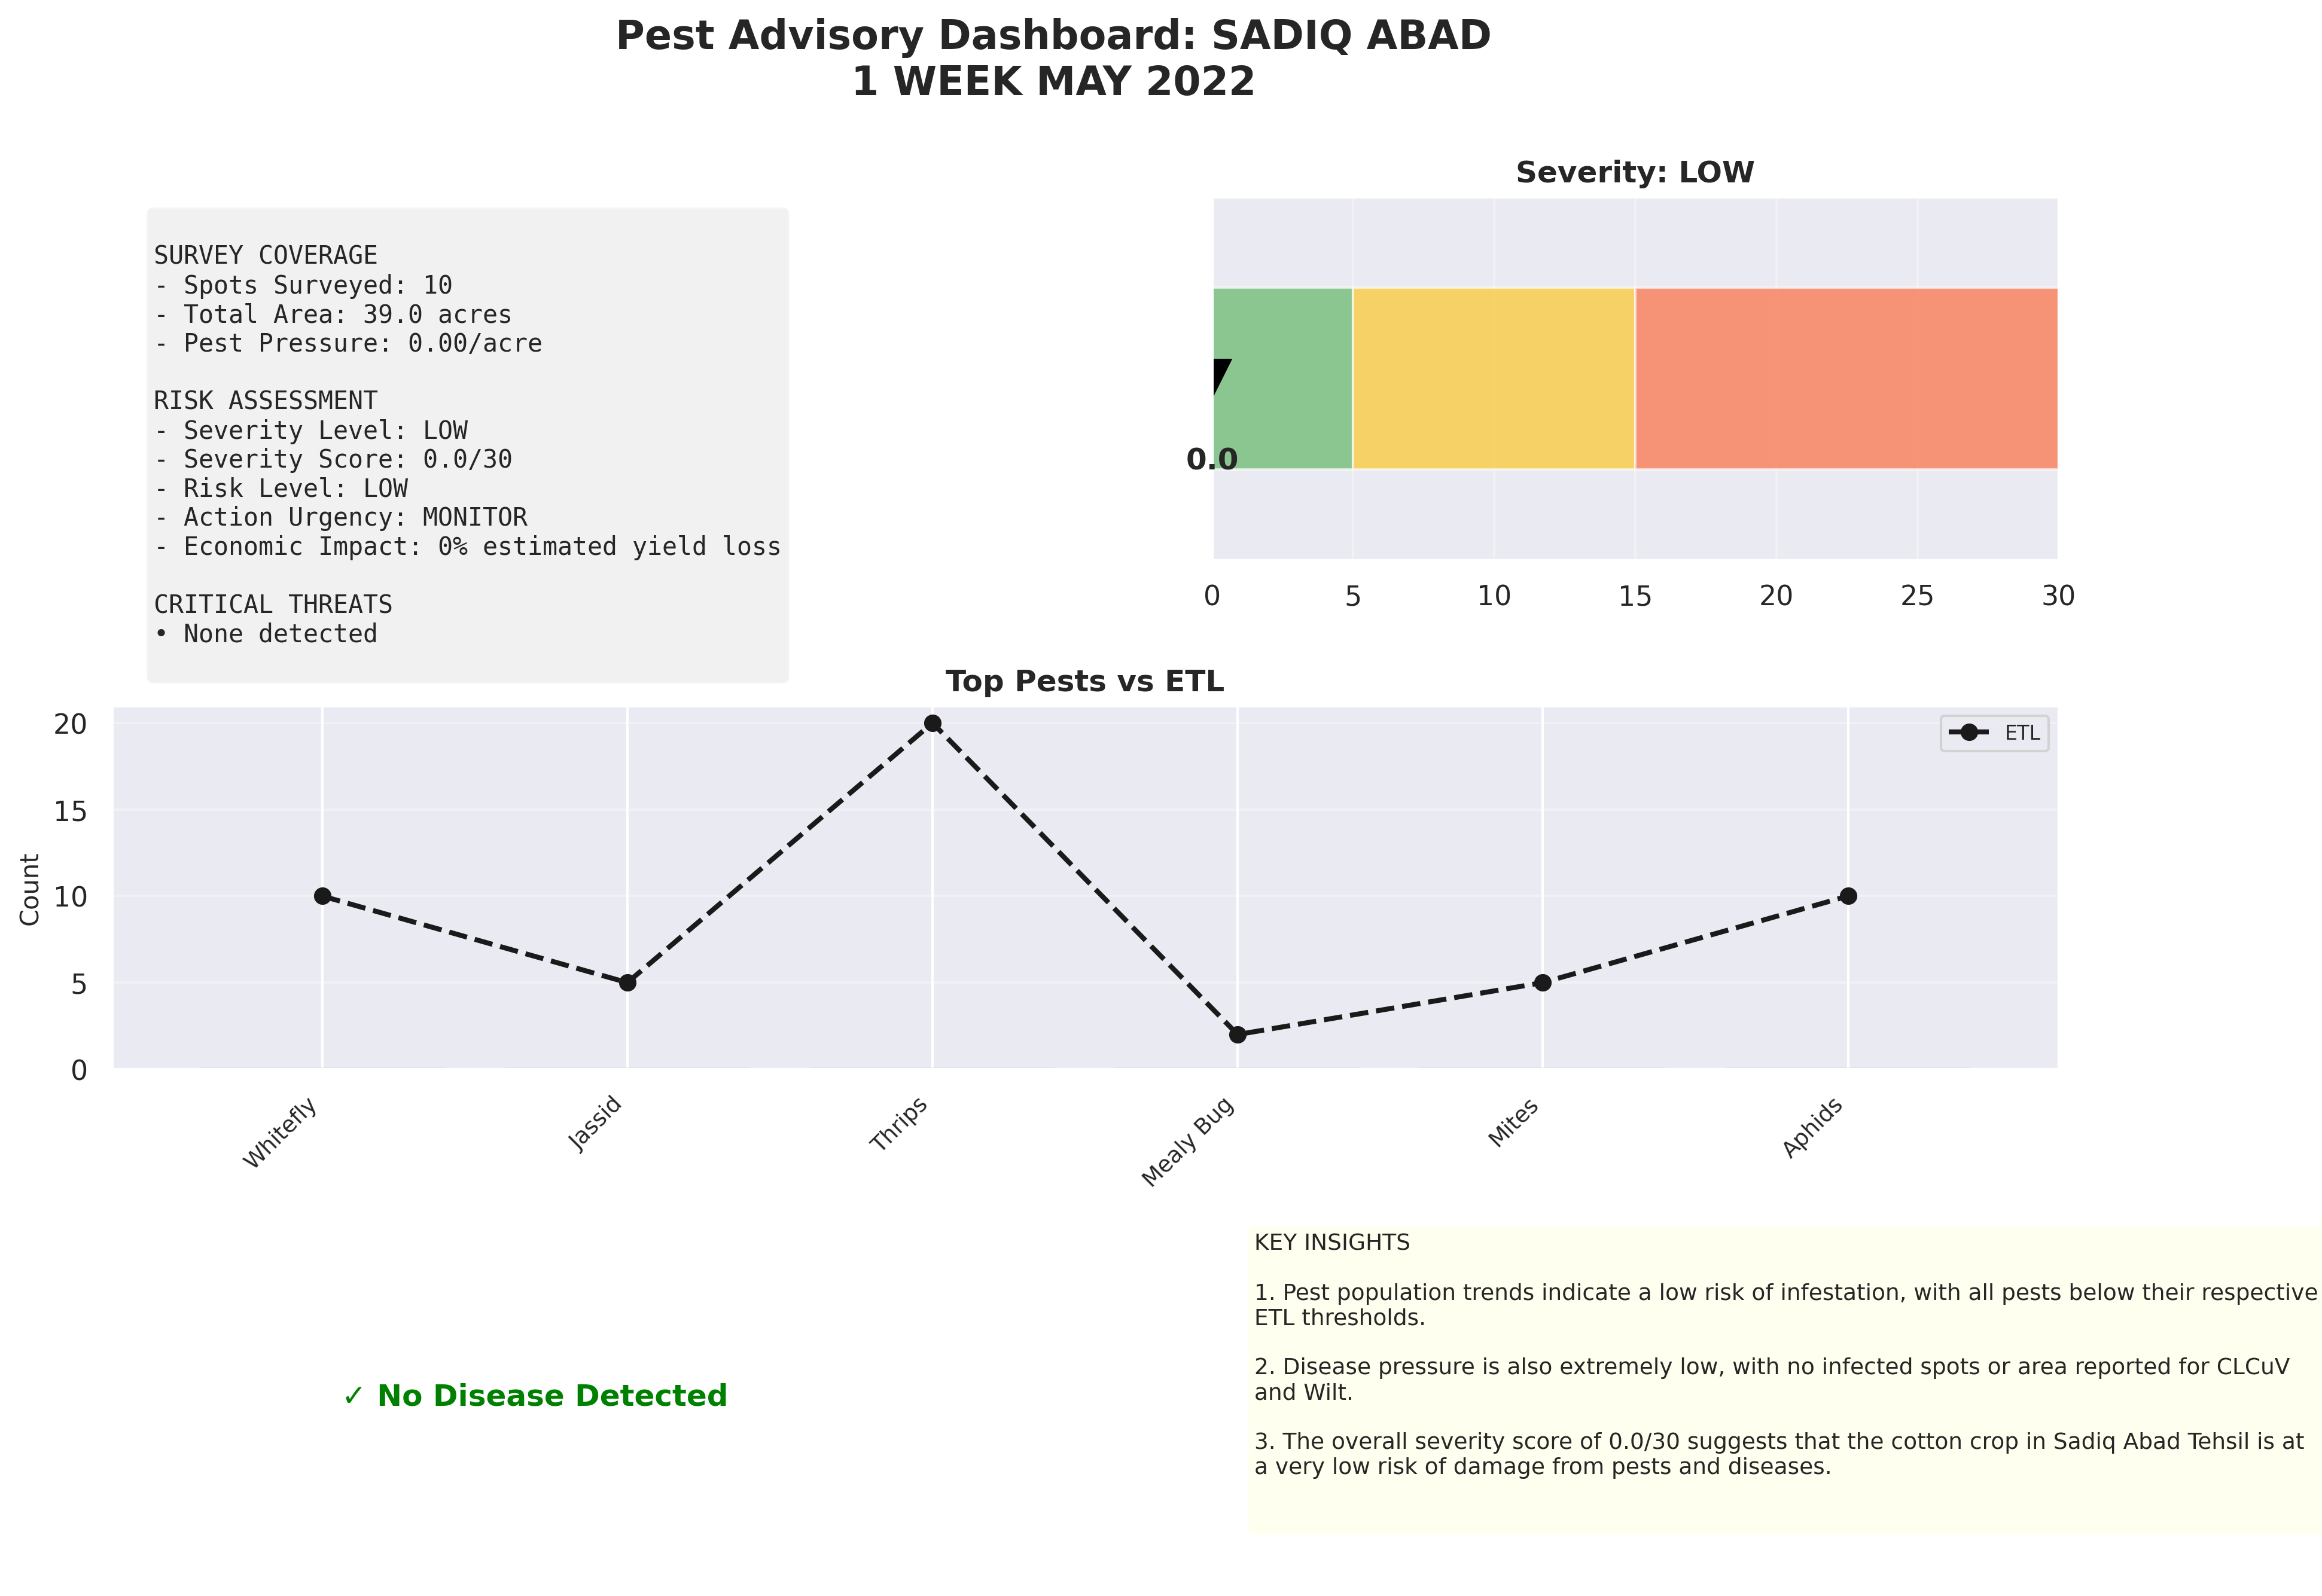 Pest Advisory Dashboard: SADIQ ABAD
1 WEEK MAY 2022
SURVEY COVERAGE
- Spots Surveyed: 10
- Total Area: 39.0 acres
- Pest Pressure: 0.00/acre
RISK ASSESSMENT
- Severity Level: LOW
- Severity Score: 0.0/30
- Risk Level: LOW
- Action Urgency: MONITOR
- Economic Impact: 0% estimated yield loss
CRITICAL THREATS
• None detected
Severity: LOW
0.0
0 5 10 15 20 25 30
Top Pests vs ETL
ETL
Count
20
15
10
5
0
Whitefly
Jassid
Thrips
Mealy Bug
Mites
Aphids
✓ No Disease Detected
KEY INSIGHTS
1. Pest population trends indicate a low risk of infestation, with all pests below their respective
ETL thresholds.
2. Disease pressure is also extremely low, with no infected spots or area reported for CLCuV
and Wilt.
3. The overall severity score of 0.0/30 suggests that the cotton crop in Sadiq Abad Tehsil is at
a very low risk of damage from pests and diseases.